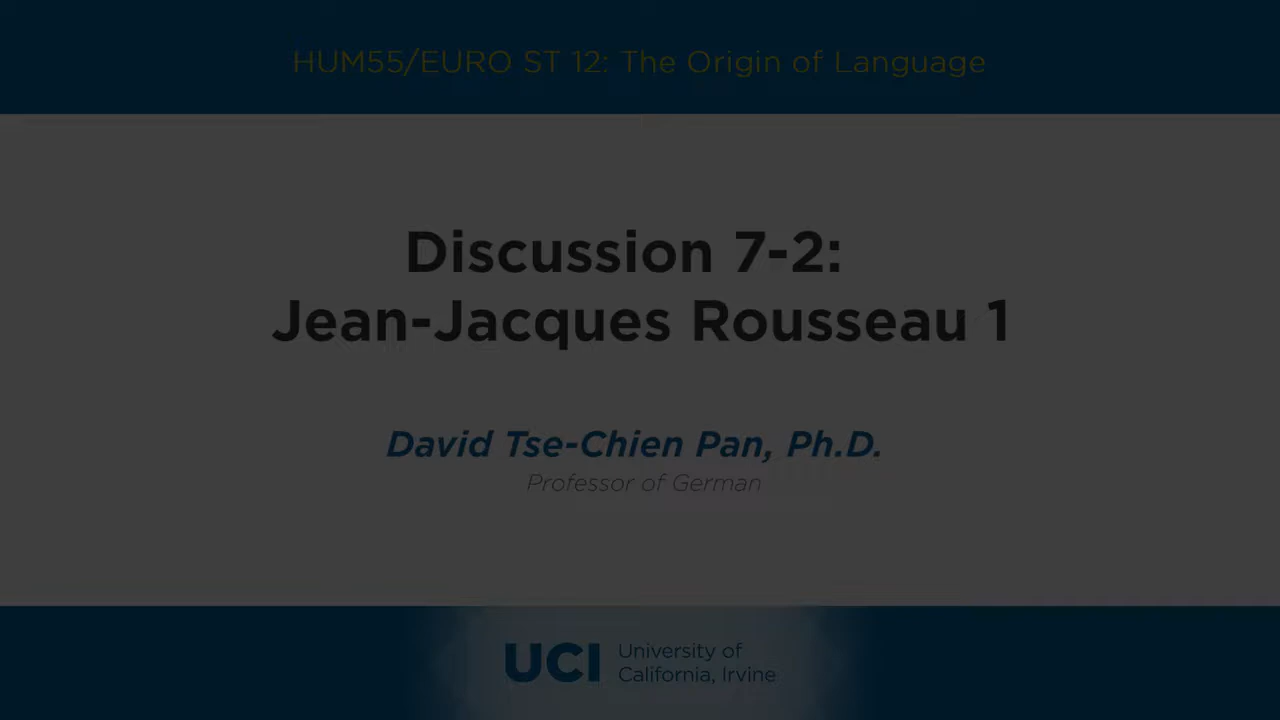 HUM55/EURO ST 12: The Origin of Language
Discussion 7-2:
Jean-Jacques Rousseau 1
David Tse-Chien Pan, Ph.D.
Professor of German
UCI University of
California, Irvine